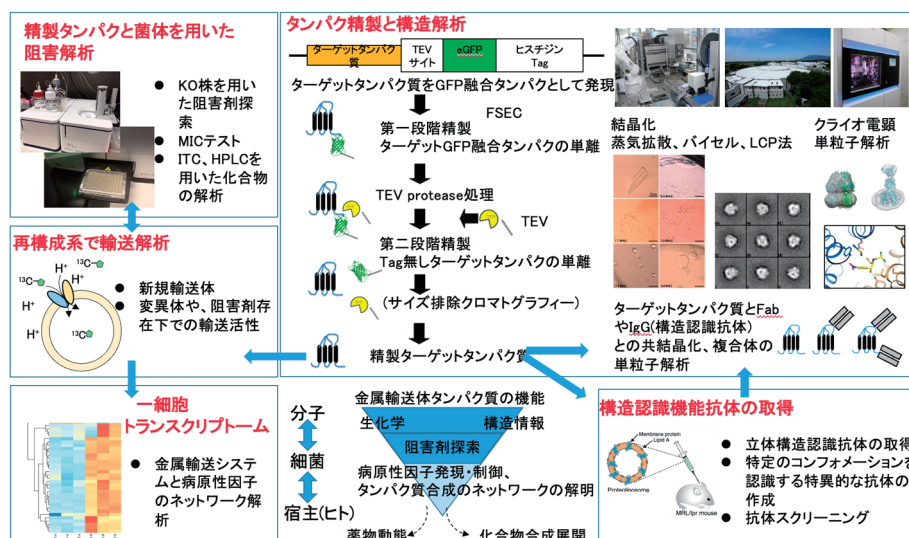 精製タンパクと菌体を用いた
阻害解析
● KO株を用い
た阻害剤探
索
● MICテスト
● ITC、HPLCを
用いた化合物
の解析
再構成系で輸送解析
13C
H+
H+
13C
H+
H+
13C
● 新規輸送体
● 変異体や、阻害剤存
在下での輸送活性
一細胞
トランスクリプトーム
● 金属輸送システ
ムと病原性因子
のネットワーク解
析
タンパク精製と構造解析
ターゲットタンパク
質
TEV
サイト
eGFP
ヒスチジン
Tag
ターゲットタンパク質をGFP融合タンパクとして発現
FSEC
第一段階精製
ターゲットGFP融合タンパクの単離
TEV protease処理
TEV
第二段階精製
Tag無しターゲットタンパクの単離
(サイズ排除クロマトグラフィー)
精製ターゲットタンパク質
結晶化
蒸気拡散、バイセル、LCP法
クライオ電顕
単粒子解析
ターゲットタンパク質とFab
やIgG(構造認識抗体)
との共結晶化、複合体の
単粒子解析
分子
細菌
宿主(ヒト)
金属輸送体タンパク質の機能
生化学
構造情報
阻害剤探索
病原性因子発現・制御、
タンパク質合成のネットワークの解明
薬物動態
化合物合成展開
構造認識機能抗体の取得
Membrane protein
Lipid A
Proteoliposome
MRL/lpr mouse
● 立体構造認識抗体の取得
● 特定のコンフォメーションを
認識する特異的な抗体の
作成
● 抗体スクリーニング